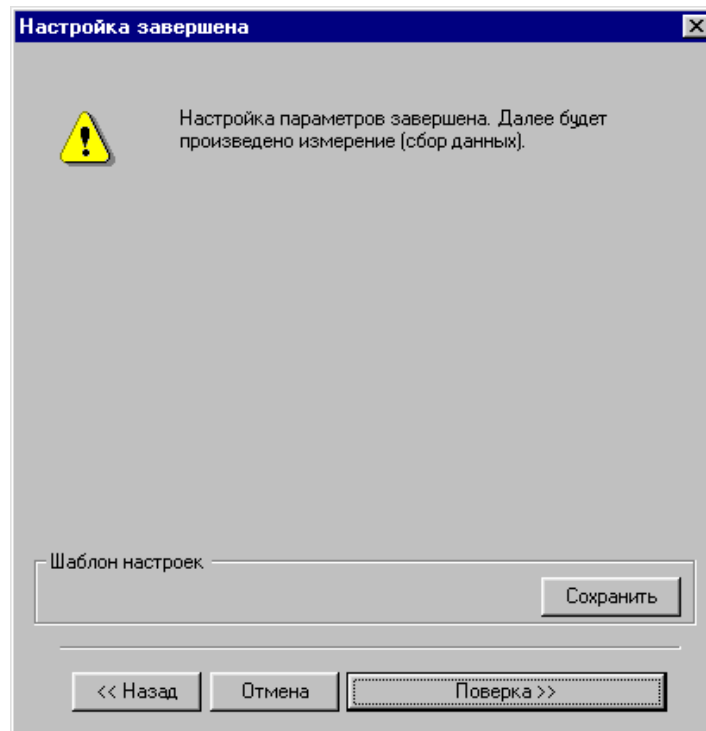 Настройка завершена
Настройка параметров завершена. Далее будет
произведено измерение (сбор данных).
Шаблон настроек
Сохранить
<< Назад
Отмена
Поверка >>